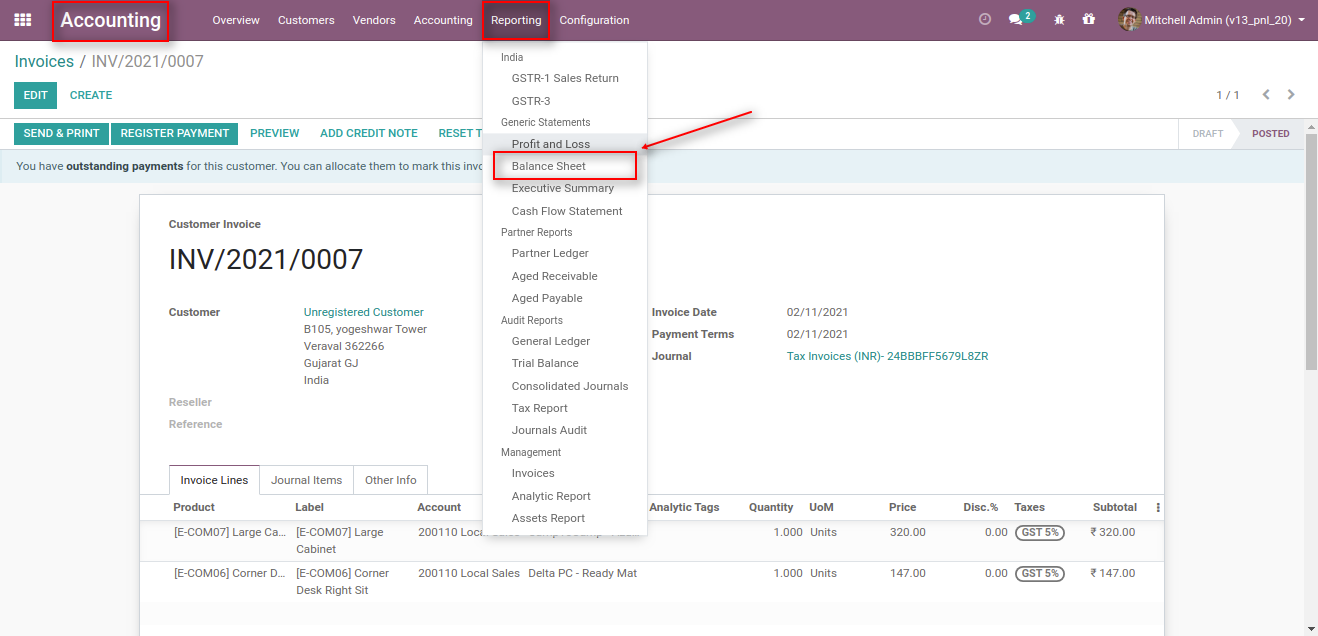 Accounting Overview Customers Vendors Accounting Reporting Configuration 2 Mitchell Admin (v13_pnl_20)
Invoices / INV/2021/0007
EDIT CREATE 1 / 1
SEND & PRINT REGISTER PAYMENT PREVIEW ADD CREDIT NOTE RESET T DRAFT POSTED
You have outstanding payments for this customer. You can allocate them to mark this invo
India
GSTR-1 Sales Return
GSTR-3
Generic Statements
Profit and Loss
Balance Sheet
Executive Summary
Cash Flow Statement
Partner Reports
Partner Ledger
Aged Receivable
Aged Payable
Audit Reports
General Ledger
Trial Balance
Consolidated Journals
Tax Report
Journals Audit
Management
Invoices
Analytic Report
Assets Report
Customer Invoice
INV/2021/0007
Customer Unregistered Customer
B105, yogeshwar Tower
Veraval 362266
Gujarat GJ
India
Reseller
Reference
Invoice Date 02/11/2021
Payment Terms 02/11/2021
Journal Tax Invoices (INR)- 24BBBFF5679L8ZR
Invoice Lines Journal Items Other Info
Product Label Account Analytic Tags Quantity UoM Price Disc.% Taxes Subtotal
[E-COM07] Large Ca... [E-COM07] Large 200110 Local Sales 1.000 Units 320.00 0.00 GST 5% ₹ 320.00
Cabinet
[E-COM06] Corner D... [E-COM06] Corner 200110 Local Sales Delta PC - Ready Mat 1.000 Units 147.00 0.00 GST 5% ₹ 147.00
Desk Right Sit